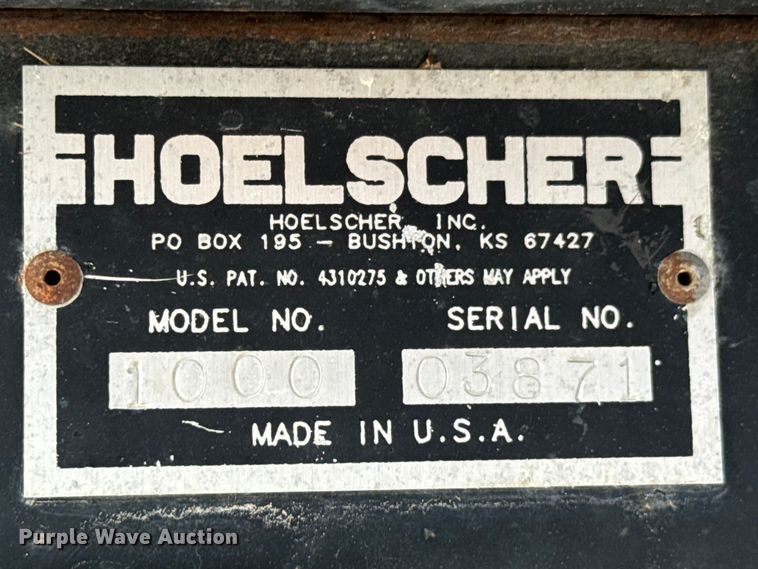 HOELSCHER
HOELSCHER, INC.
PO BOX 195 - BUSHTON, KS 67427
U.S. PAT. NO. 4310275 & OTHERS MAY APPLY
MODEL NO. SERIAL NO.
1000 03871
MADE IN U.S.A.
Purple Wave Auction